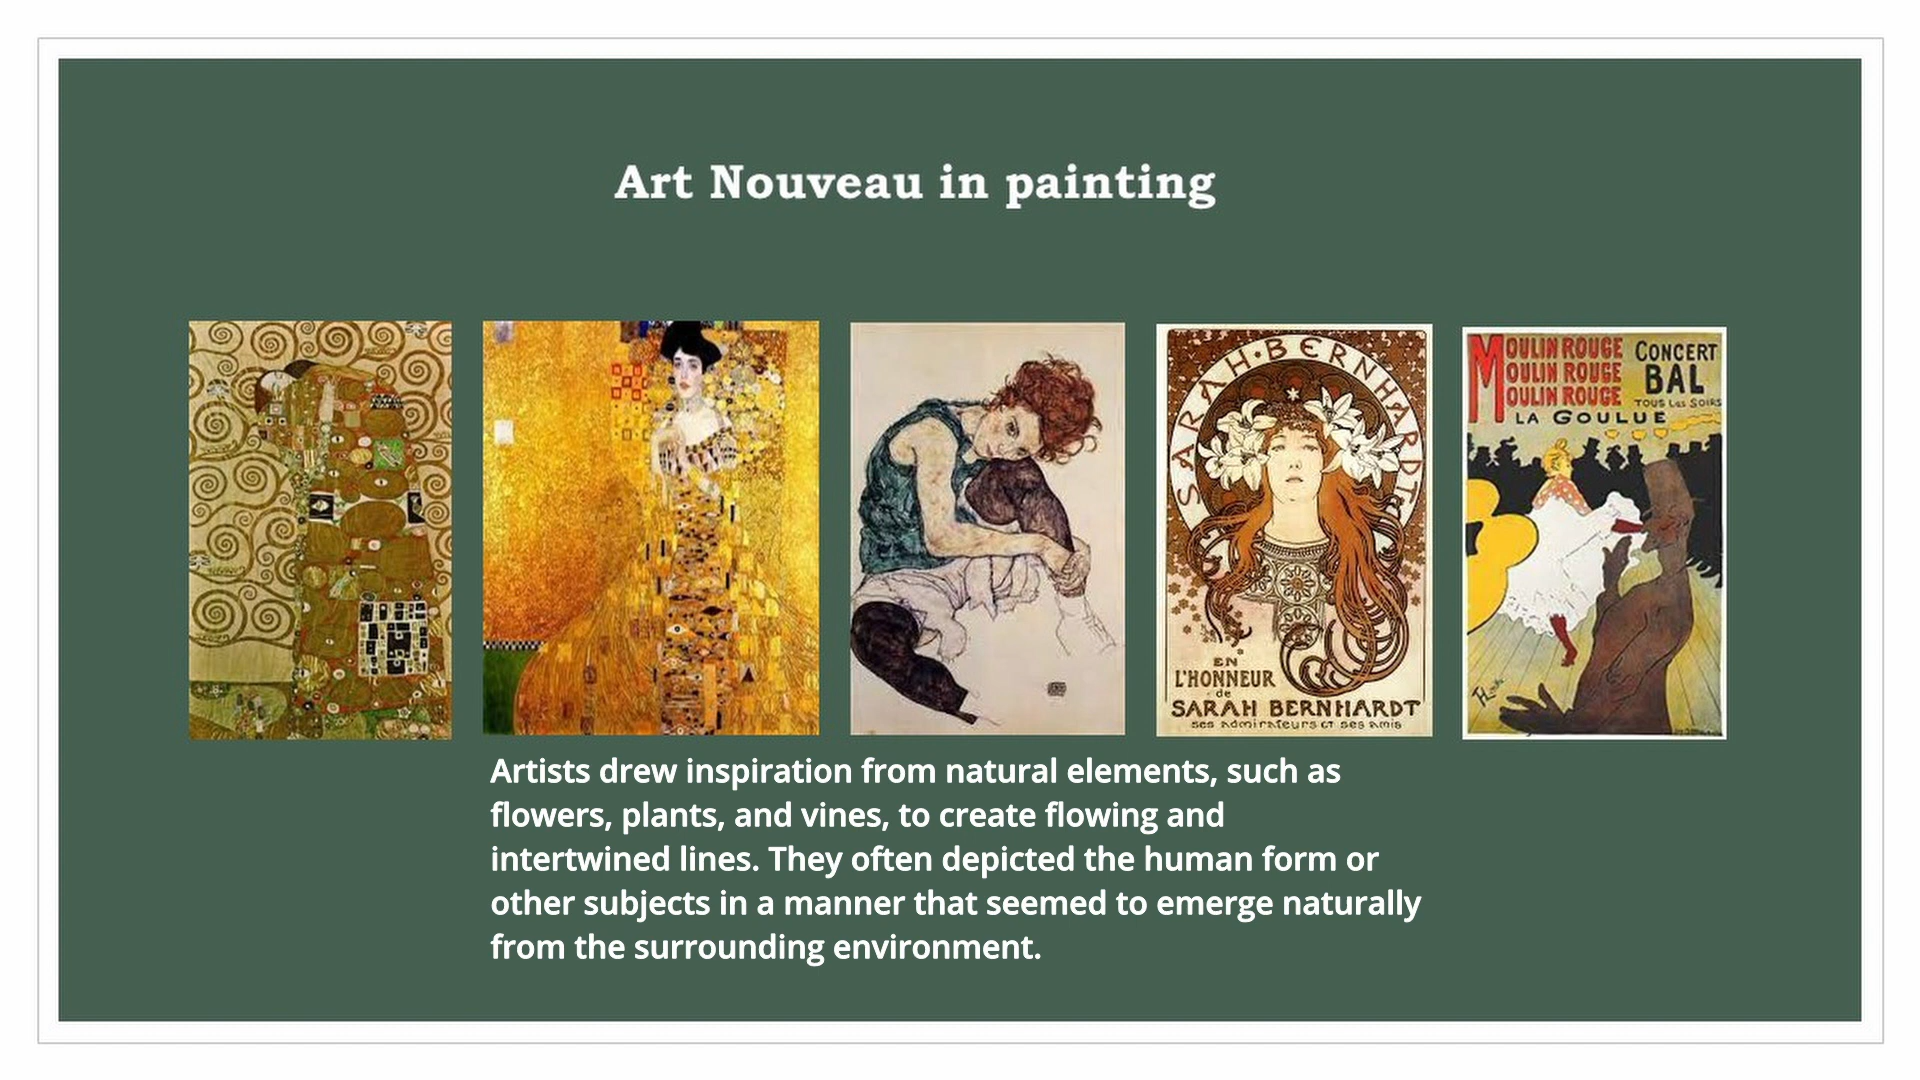 Art Nouveau in painting
SARAH·BERNHARDT
EN
L'HONNEUR
de
SARAH BERNHARDT
ses admirateurs et ses amis
MOULIN ROUGE
MOULIN ROUGE
OULIN ROUGE
CONCERT
BAL
TOUS LES SOIRS
LA GOULUE
Artists drew inspiration from natural elements, such as
flowers, plants, and vines, to create flowing and
intertwined lines. They often depicted the human form or
other subjects in a manner that seemed to emerge naturally
from the surrounding environment.